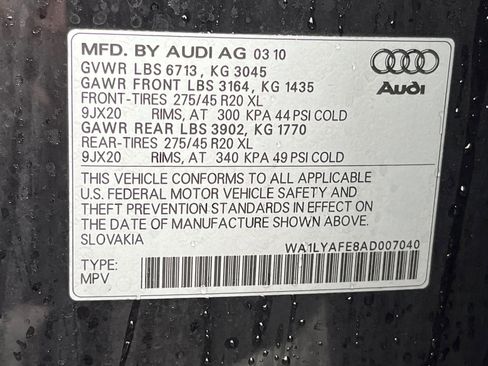 MFD. BY AUDI AG 03 10
GVWR LBS 6713 , KG 3045
GAWR FRONT LBS 3164, KG 1435
FRONT-TIRES 275/45 R20 XL
9JX20 RIMS, AT 300 KPA 44 PSI COLD
GAWR REAR LBS 3902, KG 1770
REAR-TIRES 275/45 R20 XL
9JX20 RIMS, AT 340 KPA 49 PSI COLD
Audi
THIS VEHICLE CONFORMS TO ALL APPLICABLE
U.S. FEDERAL MOTOR VEHICLE SAFETY AND
THEFT PREVENTION STANDARDS IN EFFECT ON
THE DATE OF MANUFACTURE SHOWN ABOVE.
SLOVAKIA WA1LYAFE8AD007040
TYPE:
MPV